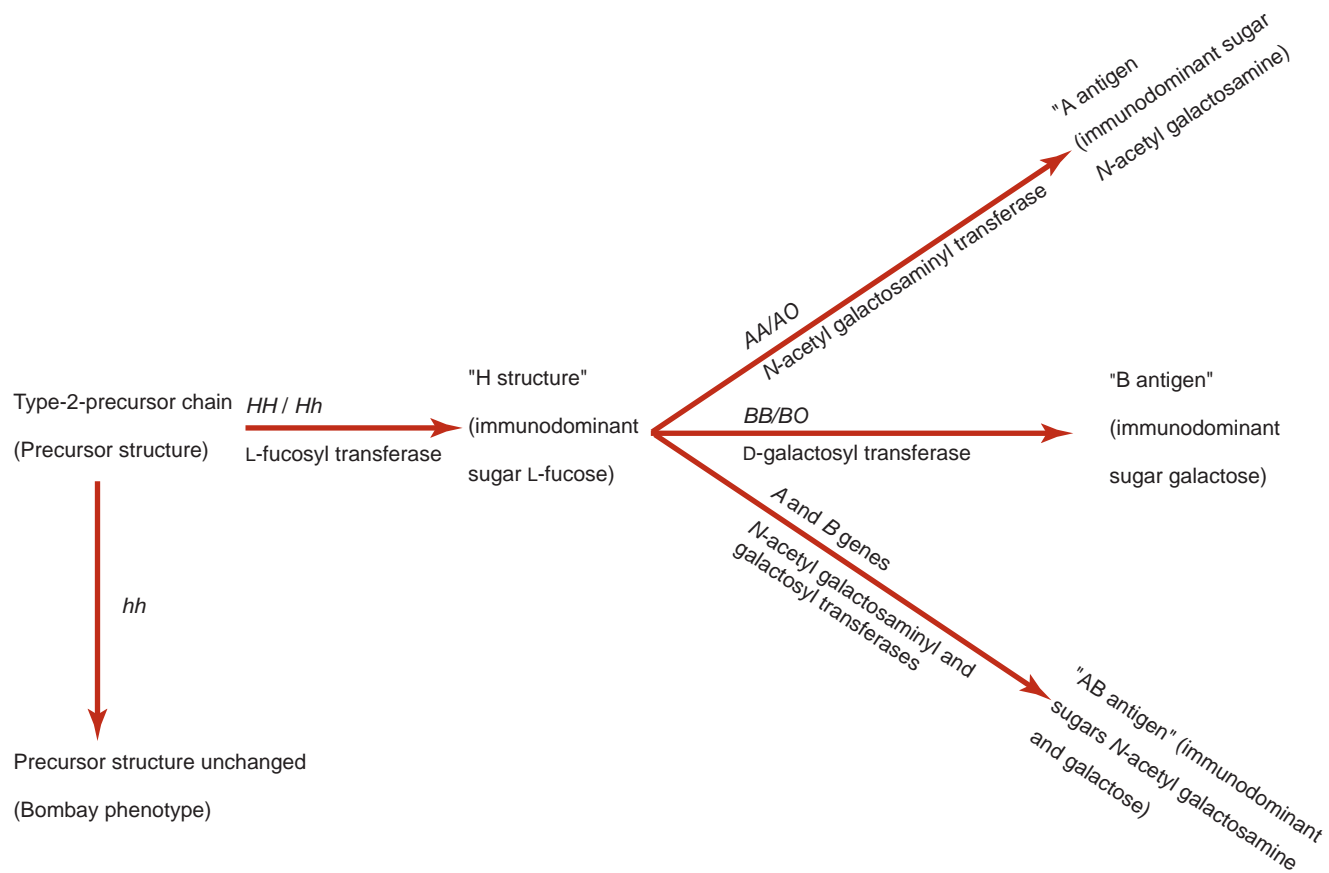 Type-2-precursor chain
(Precursor structure)
HH / Hh
L-fucosyl transferase
"H structure"
(immunodominant
sugar L-fucose)
AA/AO
N-acetyl galactosaminyl transferase
"A antigen
(immunodominant sugar
N-acetyl galactosamine)
BB/BO
D-galactosyl transferase
"B antigen"
(immunodominant
sugar galactose)
A and B genes
N-acetyl galactosaminyl and
galactosyl transferases
"AB antigen" (immunodominant
sugars N-acetyl galactosamine
and galactose)
hh
Precursor structure unchanged
(Bombay phenotype)